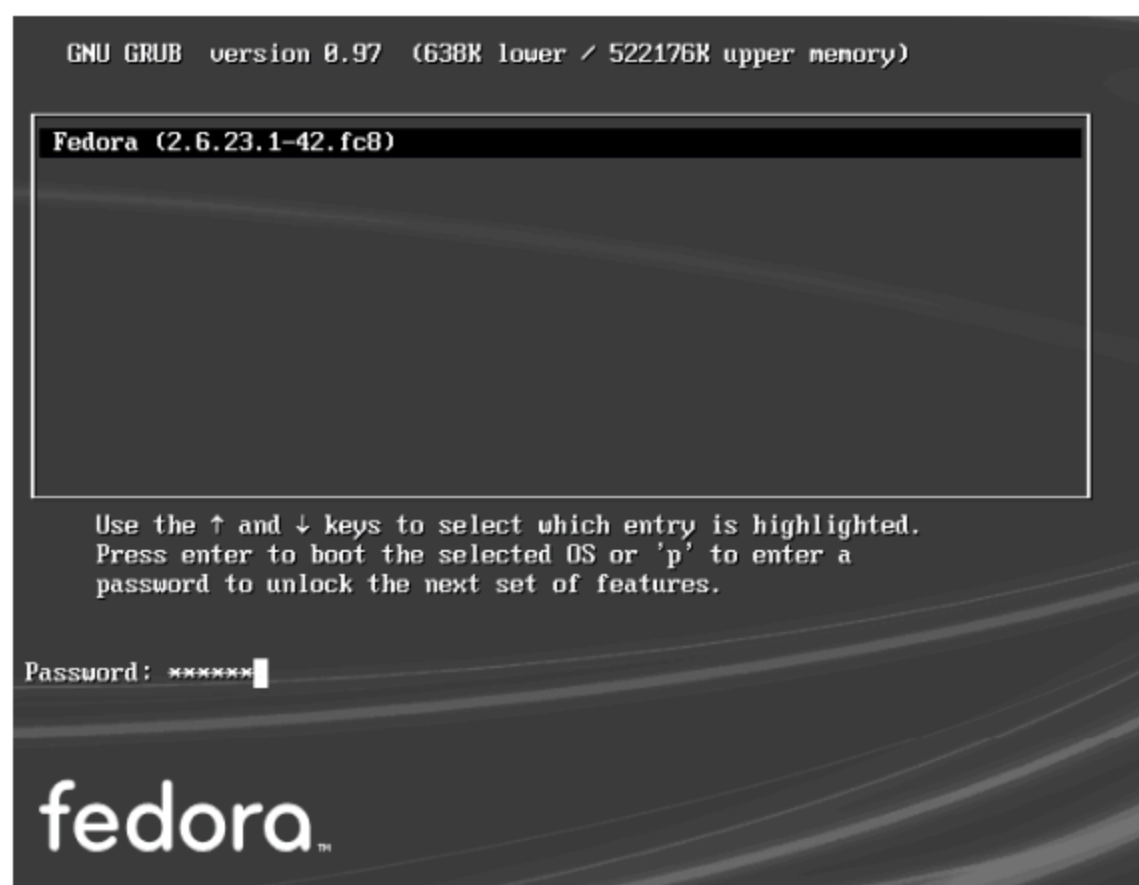 GNU GRUB version 0.97 (638K lower / 522176K upper memory)
Fedora (2.6.23.1-42.fc8)
Use the ↑ and ↓ keys to select which entry is highlighted.
Press enter to boot the selected OS or 'p' to enter a
password to unlock the next set of features.
Password: ******
fedora™